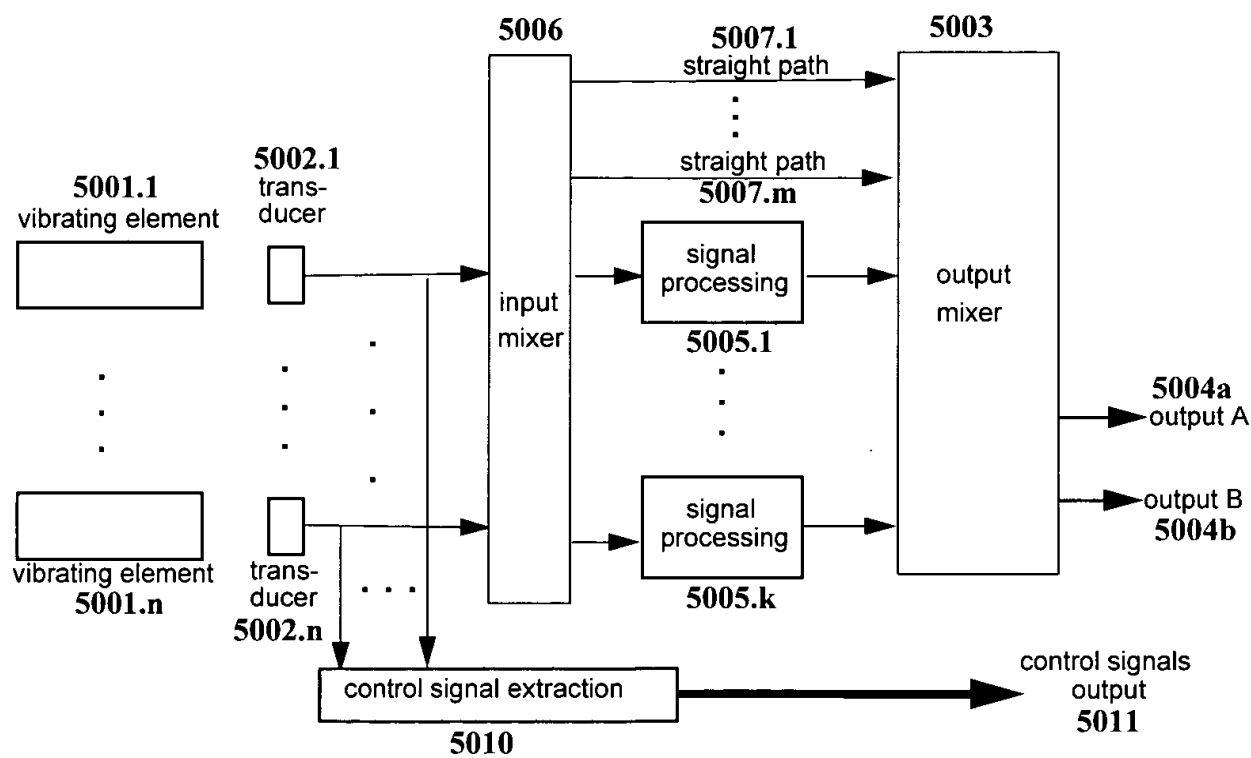 5006
5007.1
straight path
5003
straight path
5007.m
5001.1
vibrating element
5002.1
trans-
ducer
signal
processing
5005.1
input
mixer
output
mixer
5004a
output A
output B
5004b
signal
processing
5005.k
vibrating element
5001.n
trans-
ducer
5002.n
control signal extraction
5010
control signals
output
5011